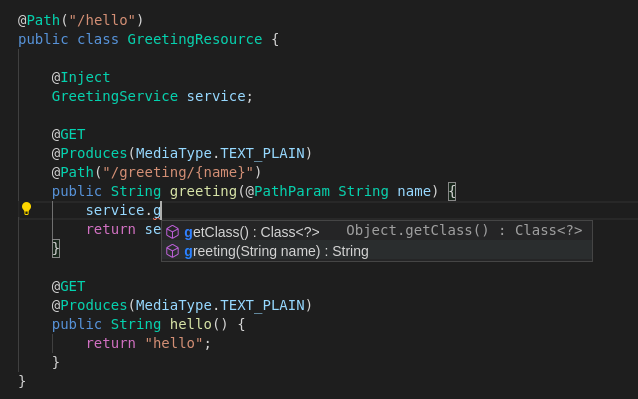 @Path("/hello")
public class GreetingResource {
@Inject
GreetingService service;
@GET
@Produces(MediaType.TEXT_PLAIN)
@Path("/greeting/{name}")
public String greeting(@PathParam String name) {
service.g
return se
getClass() : Class<?> Object.getClass() : Class<?>
greeting(String name) : String
}
@GET
@Produces(MediaType.TEXT_PLAIN)
public String hello() {
return "hello";
}
}